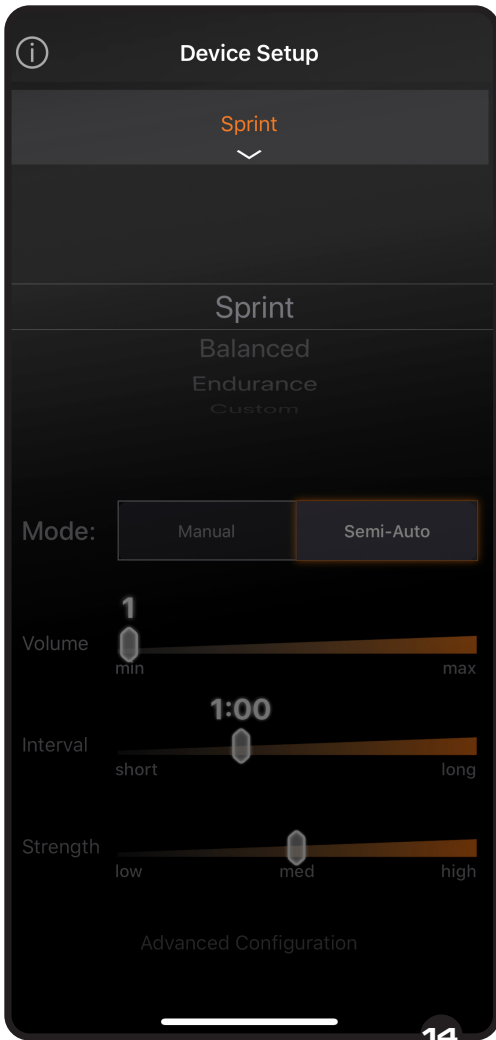 Device Setup
Sprint
Sprint
Balanced
Endurance
Custom
Mode: Manual Semi-Auto
1
Volume
min max
1:00
Interval
short long
Strength
low med high
Advanced Configuration
14